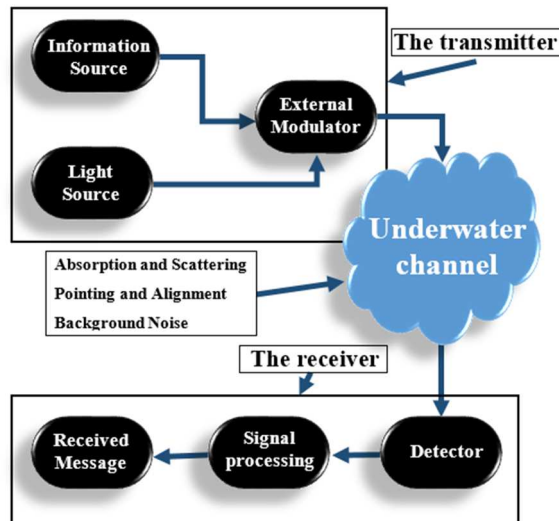 Information
Source
The transmitter
External
Modulator
Light
Source
Underwater
channel
Absorption and Scattering
Pointing and Alignment
Background Noise
The receiver
Received
Message
Signal
processing
Detector